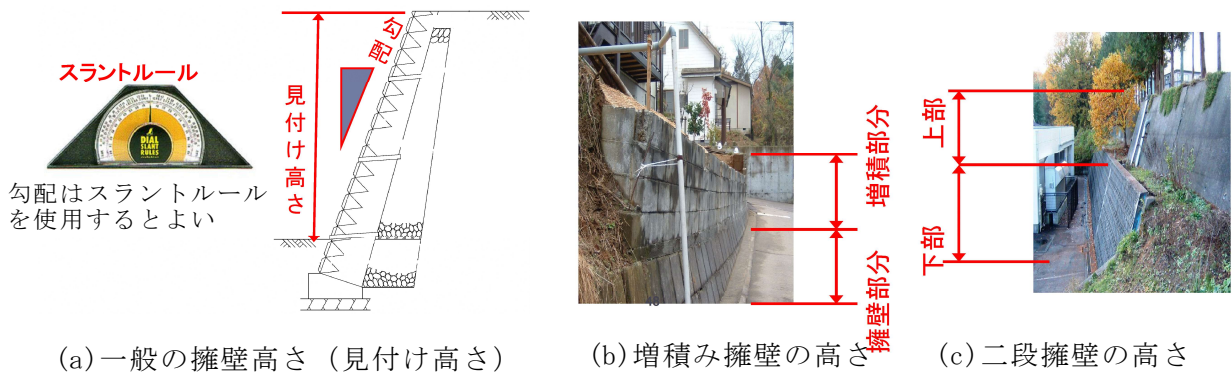 スラントルール
DIAL
SLANT
RULES
勾配はスラントルール
を使用するとよい
勾配
見付け高さ
(a)一般の擁壁高さ（見付け高さ）
増積部分
擁壁部分
(b)増積み擁壁の高さ
上部
下部
(c)二段擁壁の高さ